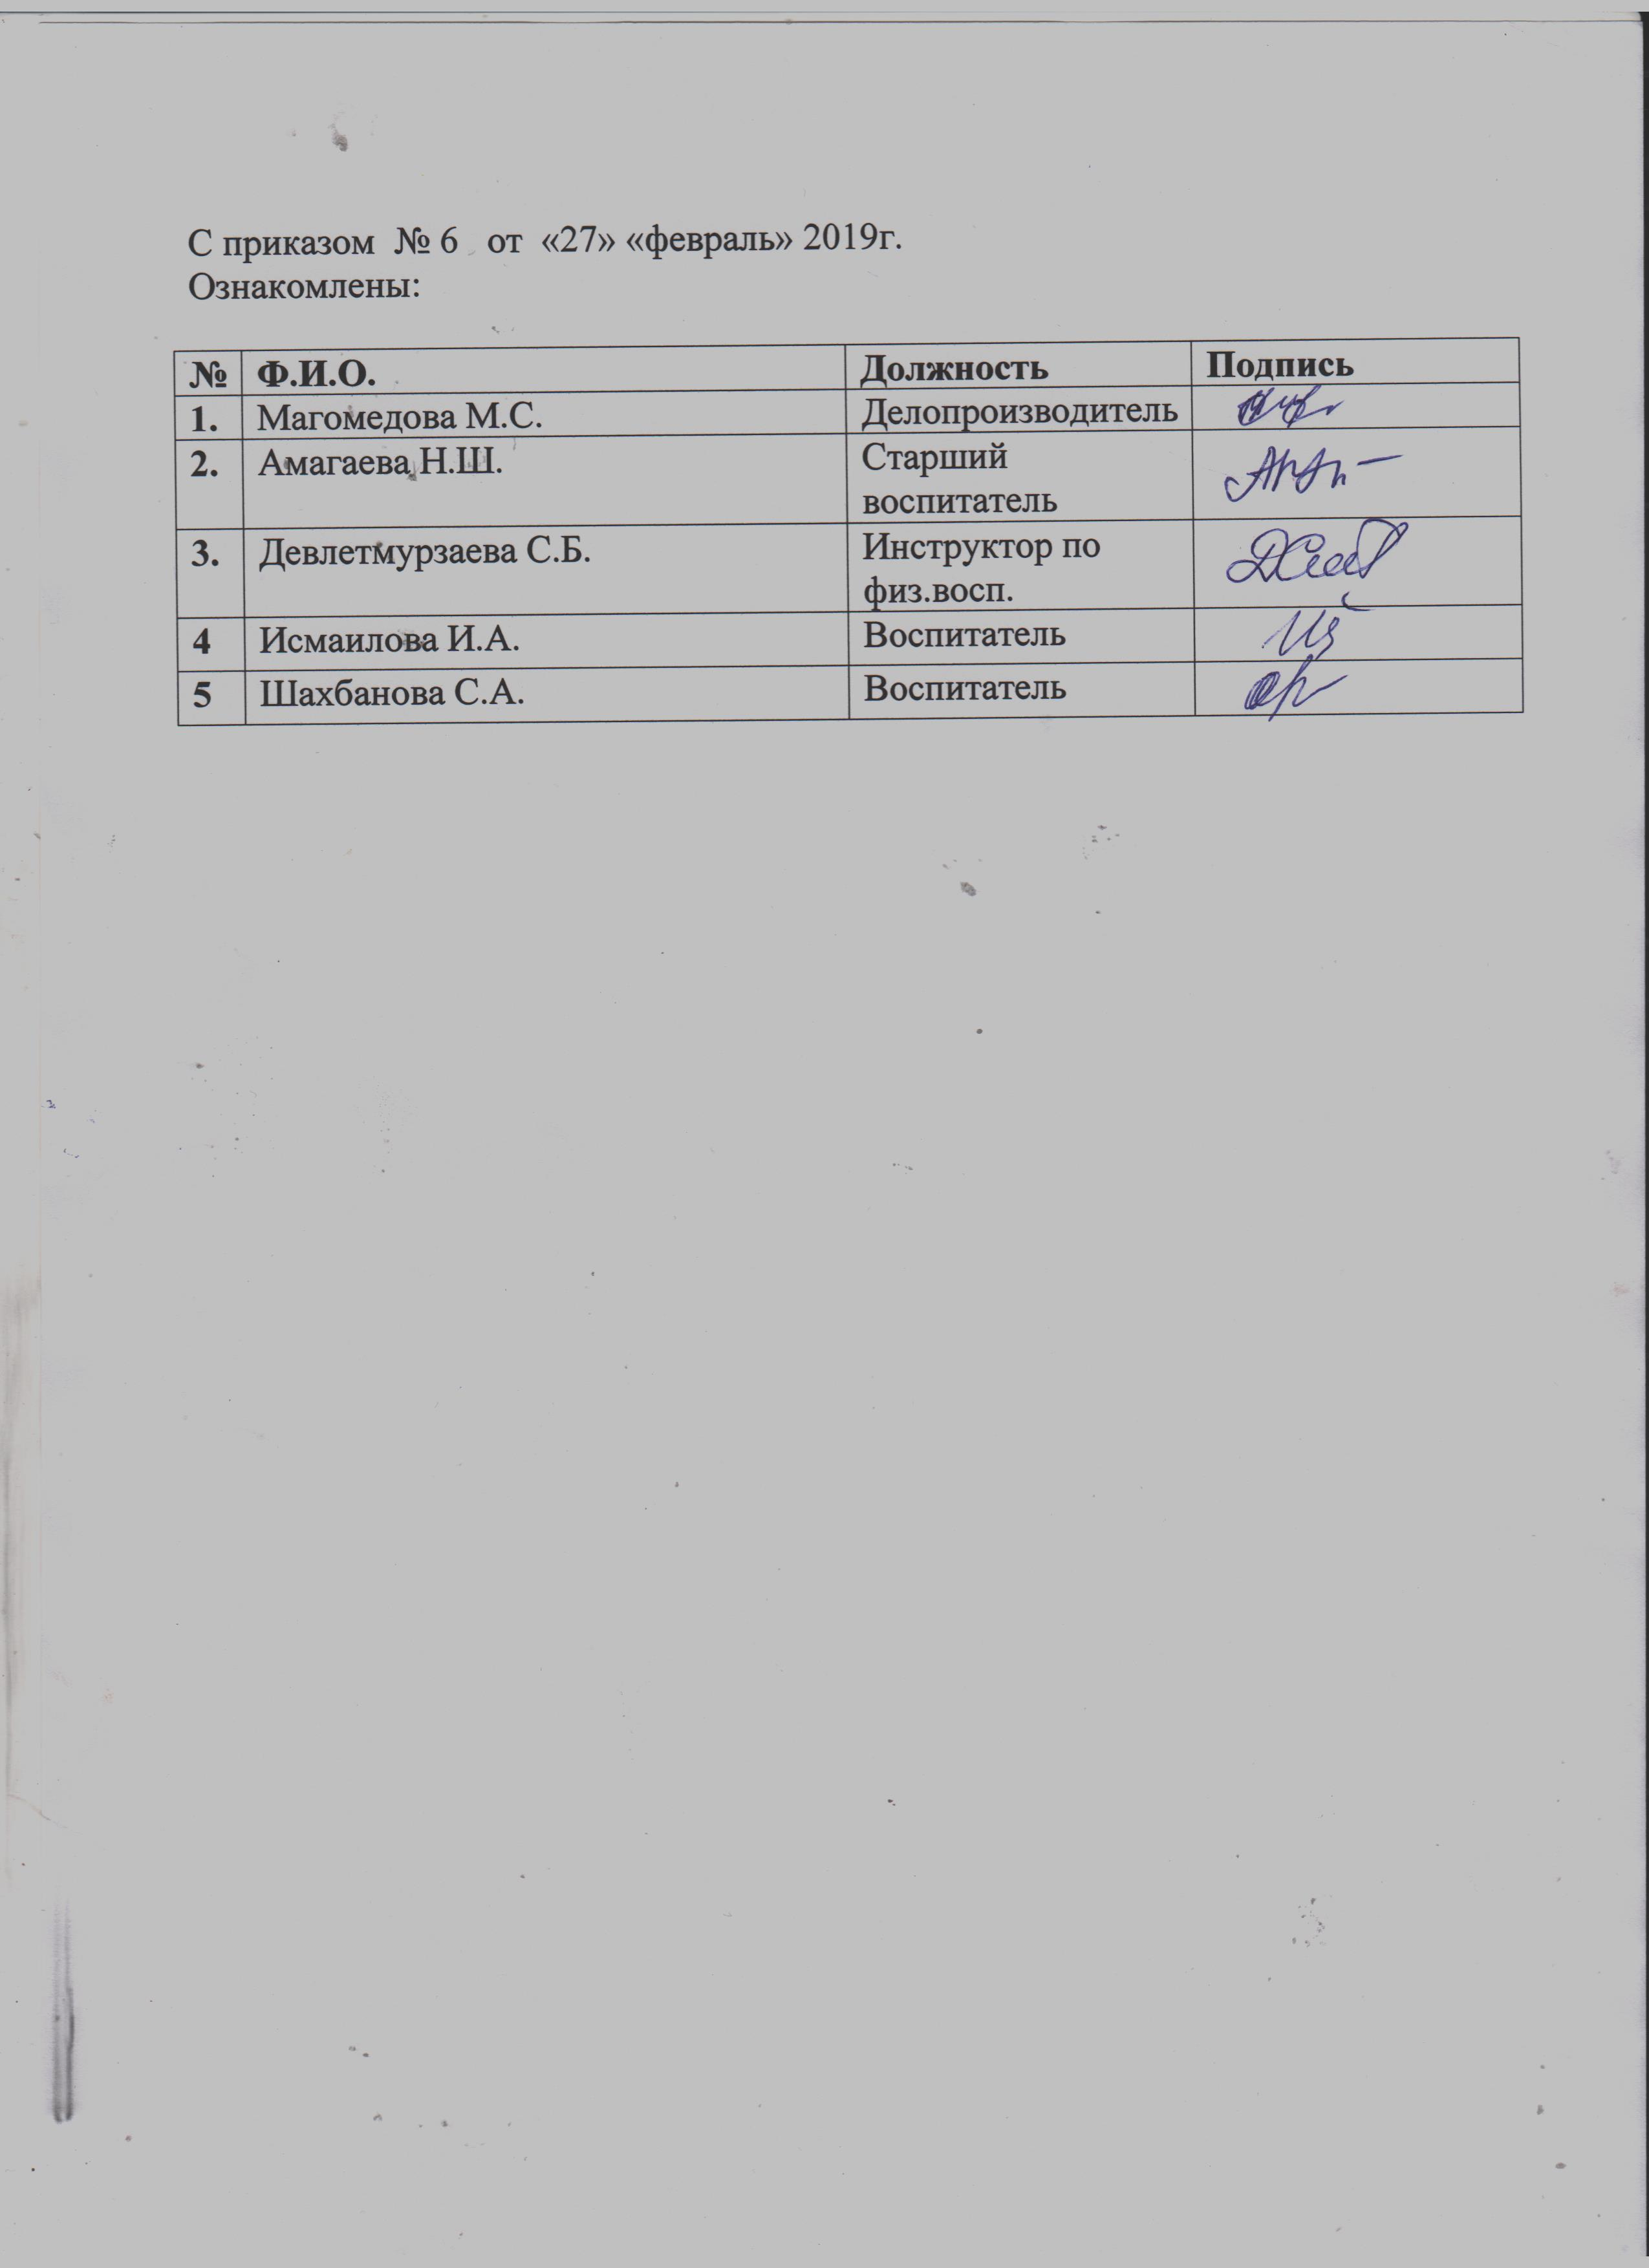 С приказом № 6 от «27» «февраль» 2019г.
Ознакомлены:
№ Ф.И.О. Должность Подпись
1. Магомедова М.С. Делопроизводитель
2. Амагаева Н.Ш. Старший
воспитатель
3. Девлетмурзаева С.Б. Инструктор по
физ.восп.
4 Исмаилова И.А. Воспитатель
5 Шахбанова С.А. Воспитатель